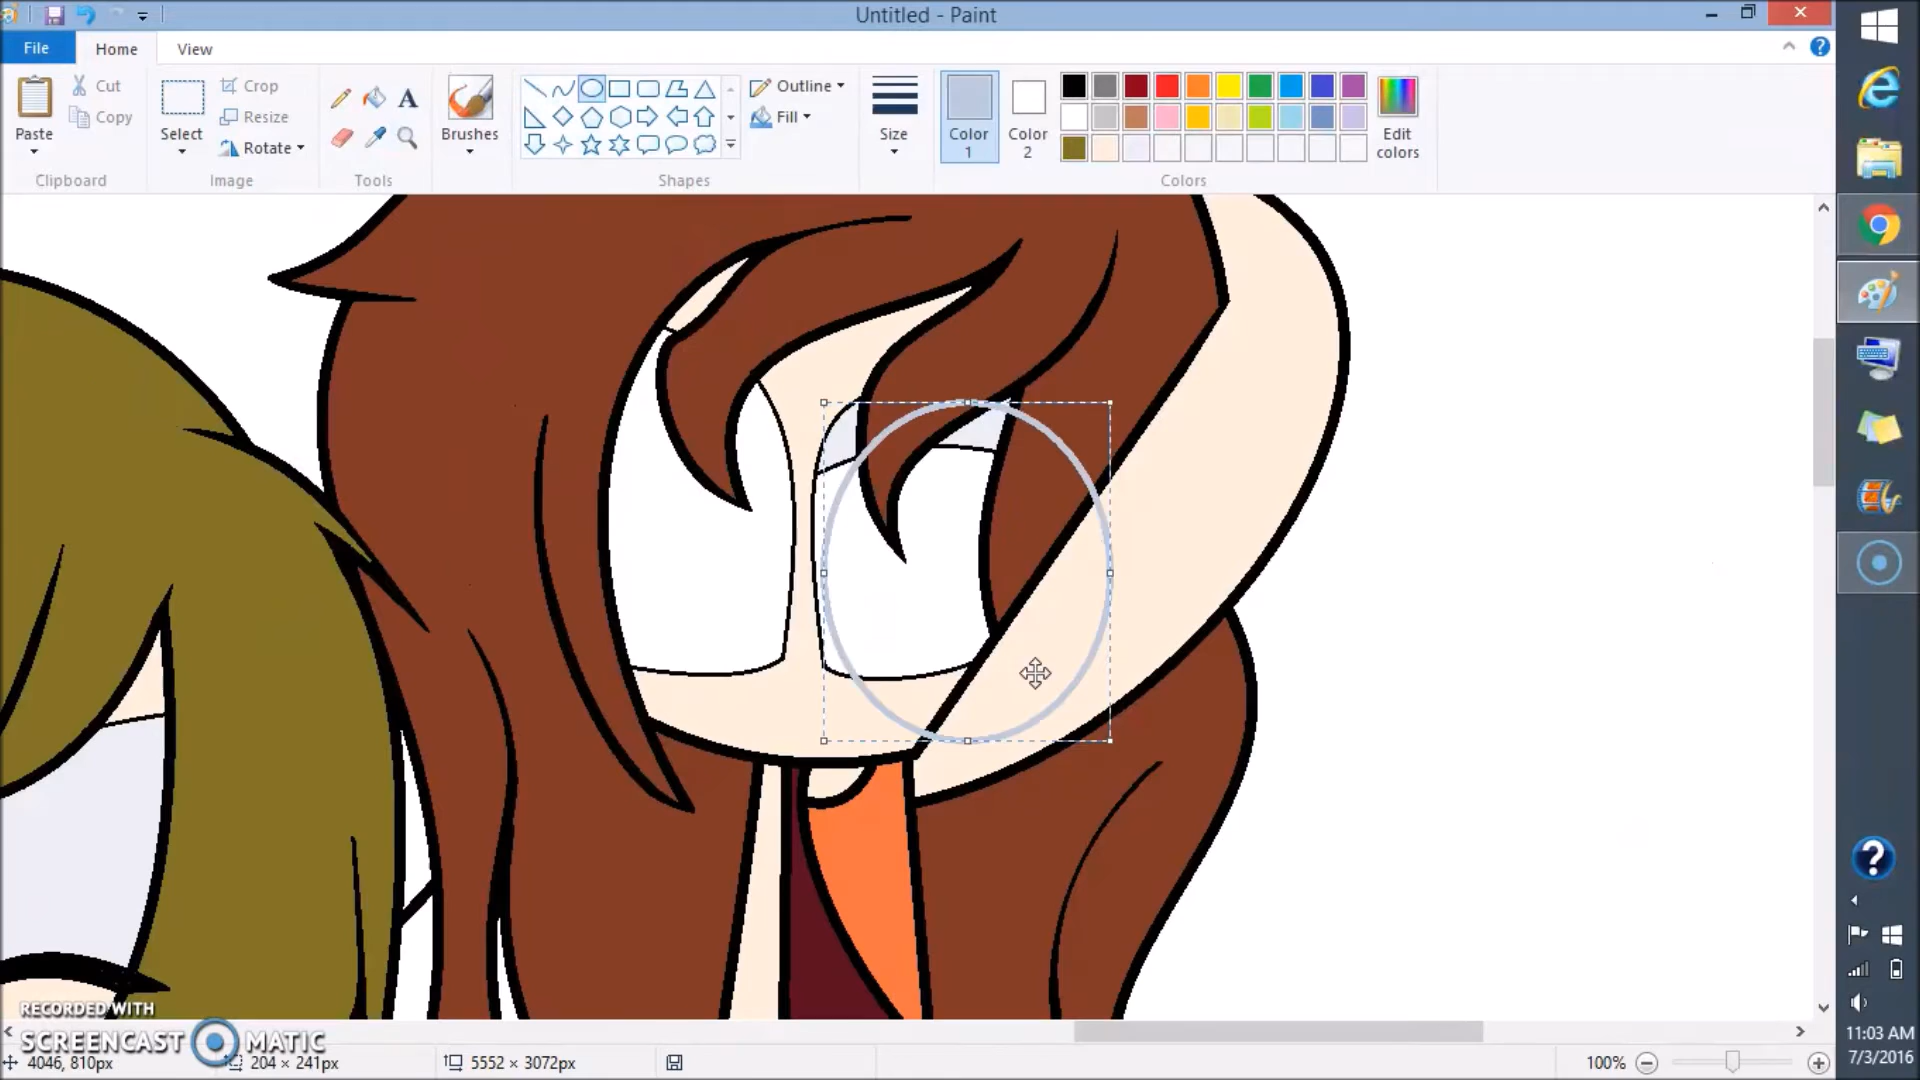 Untitled - Paint
File
Home
View
Paste
Cut
Copy
Clipboard
Select
Crop
Resize
Rotate
Image
A
Tools
Brushes
Outline
Fill
Shapes
Size
Color 1
Color 2
Edit colors
Colors
RECORDED WITH
SCREENCAST MATIC
4046, 810px
204 × 241px
5552 × 3072px
100%
11:03 AM
7/3/2016